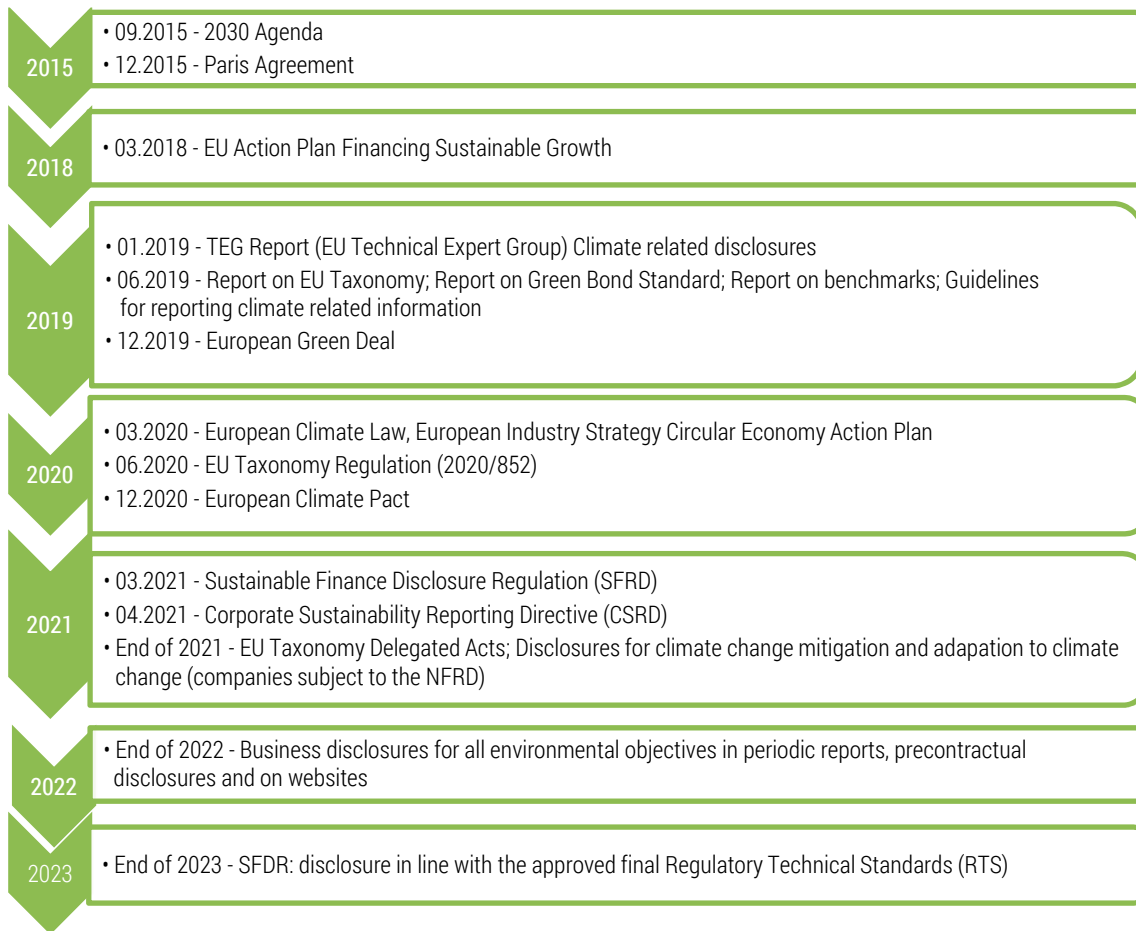 2015
• 09.2015 - 2030 Agenda
• 12.2015 - Paris Agreement
2018
• 03.2018 - EU Action Plan Financing Sustainable Growth
2019
• 01.2019 - TEG Report (EU Technical Expert Group) Climate related disclosures
• 06.2019 - Report on EU Taxonomy; Report on Green Bond Standard; Report on benchmarks; Guidelines
for reporting climate related information
• 12.2019 - European Green Deal
2020
• 03.2020 - European Climate Law, European Industry Strategy Circular Economy Action Plan
• 06.2020 - EU Taxonomy Regulation (2020/852)
• 12.2020 - European Climate Pact
2021
• 03.2021 - Sustainable Finance Disclosure Regulation (SFRD)
• 04.2021 - Corporate Sustainability Reporting Directive (CSRD)
• End of 2021 - EU Taxonomy Delegated Acts; Disclosures for climate change mitigation and adapation to climate
change (companies subject to the NFRD)
2022
• End of 2022 - Business disclosures for all environmental objectives in periodic reports, precontractual
disclosures and on websites
2023
• End of 2023 - SFDR: disclosure in line with the approved final Regulatory Technical Standards (RTS)